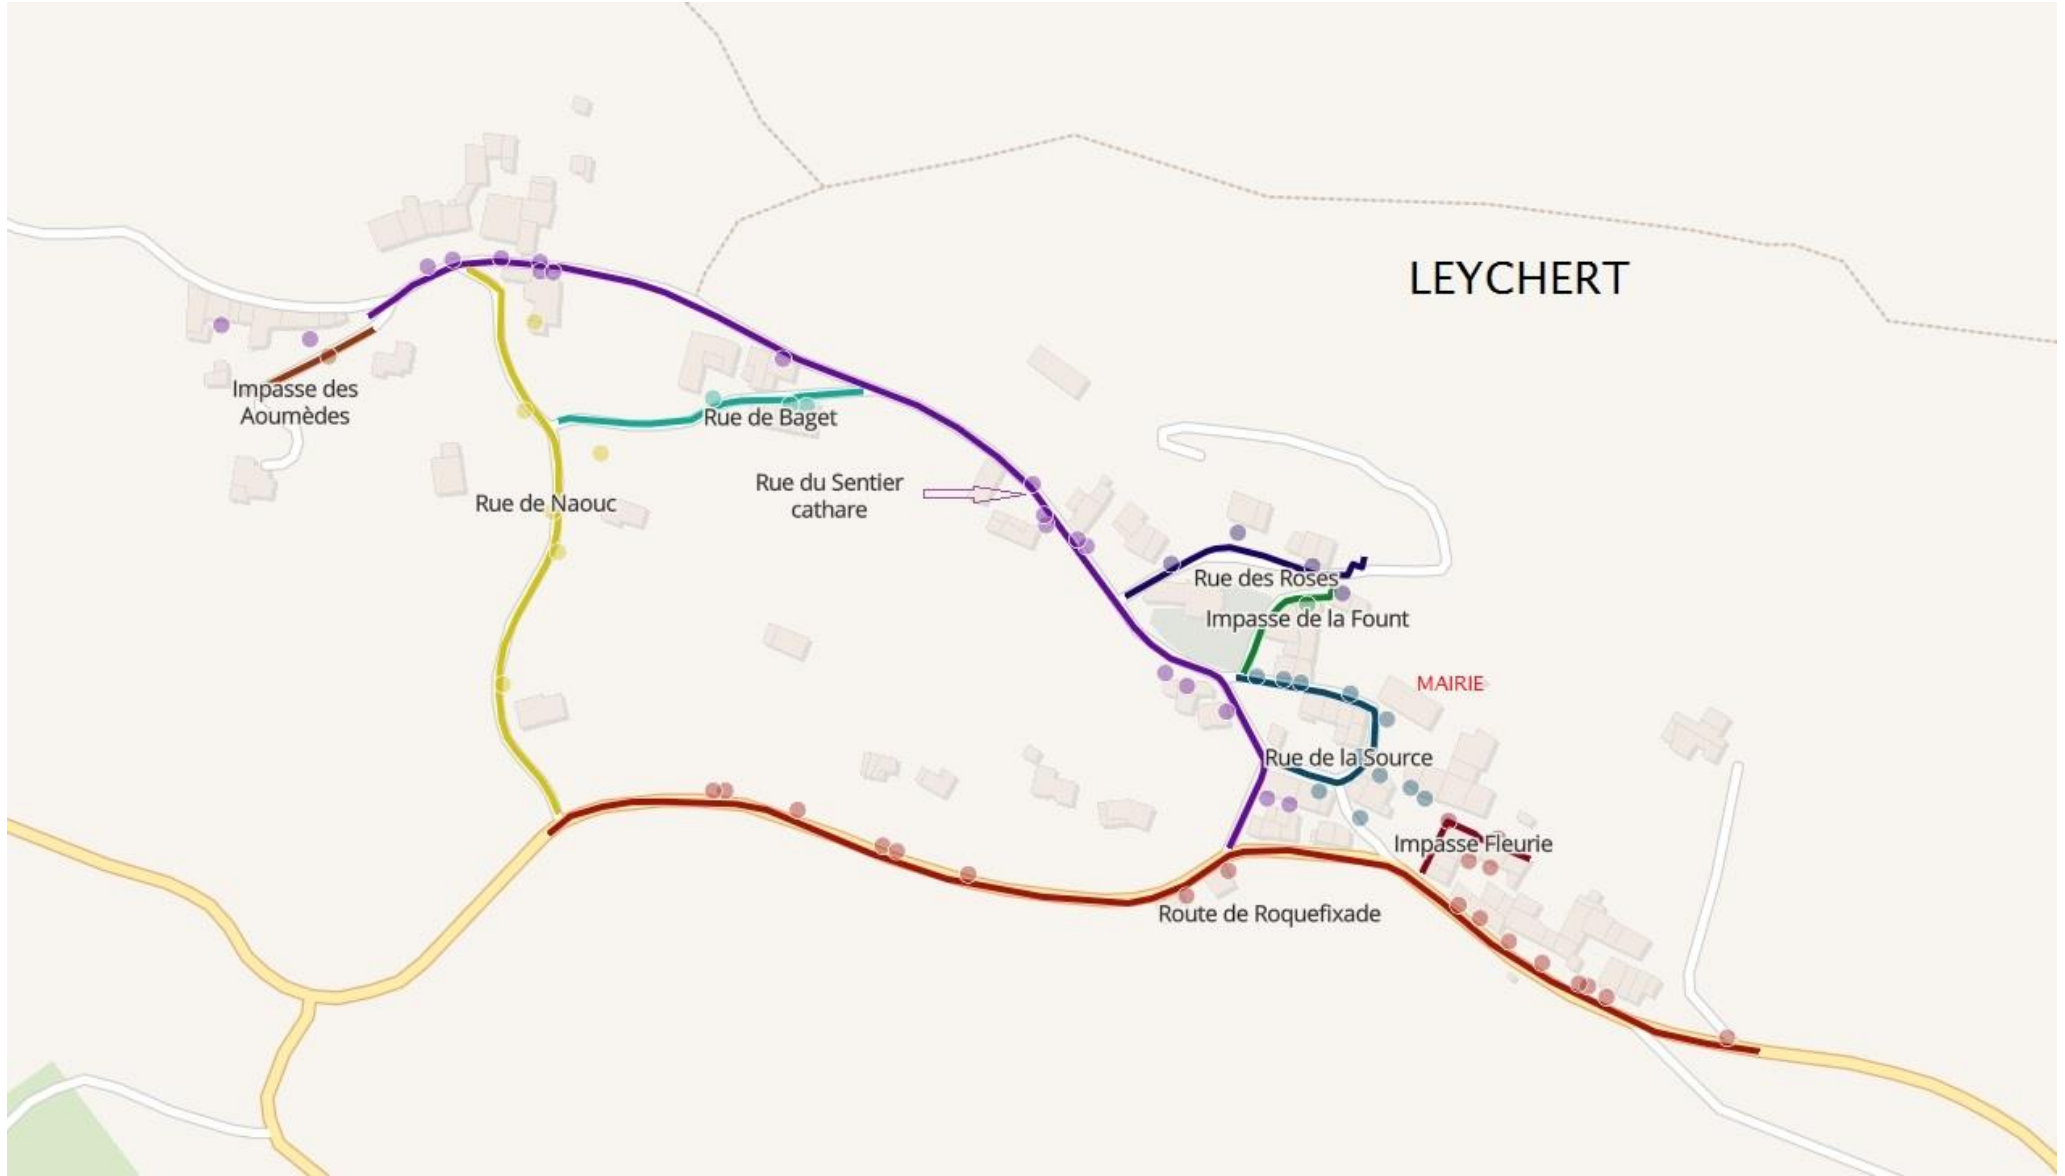 LEYCHERT
Impasse des
Aoumèdes
Rue de Baget
Rue du Sentier
cathare
Rue de Naouc
Rue des Roses
Impasse de la Fount
MAIRIE
Rue de la Source
Impasse Fleurie
Route de Roquefixade